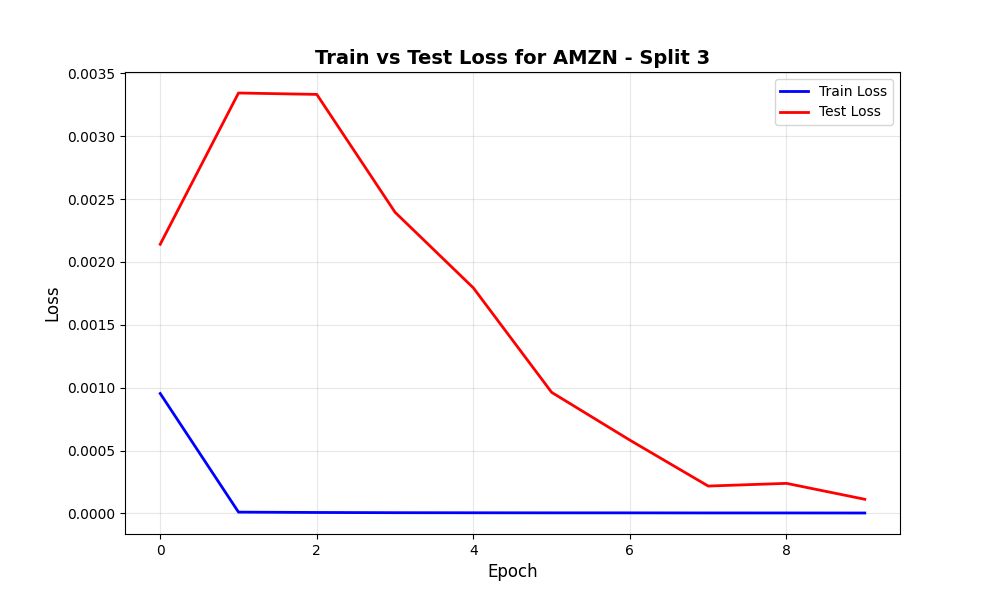 Train vs Test Loss for AMZN - Split 3
Train Loss
Test Loss
Loss
0.0035
0.0030
0.0025
0.0020
0.0015
0.0010
0.0005
0.0000
0 2 4 6 8
Epoch